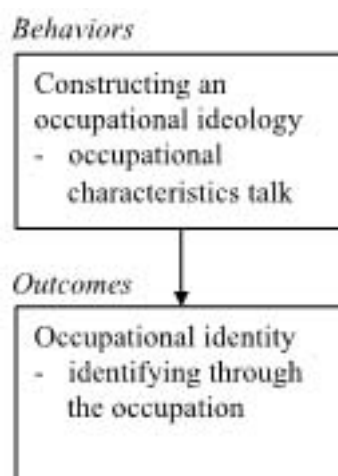 Behaviors
Constructing an
occupational ideology
- occupational
characteristics talk
Outcomes
Occupational identity
- identifying through
the occupation